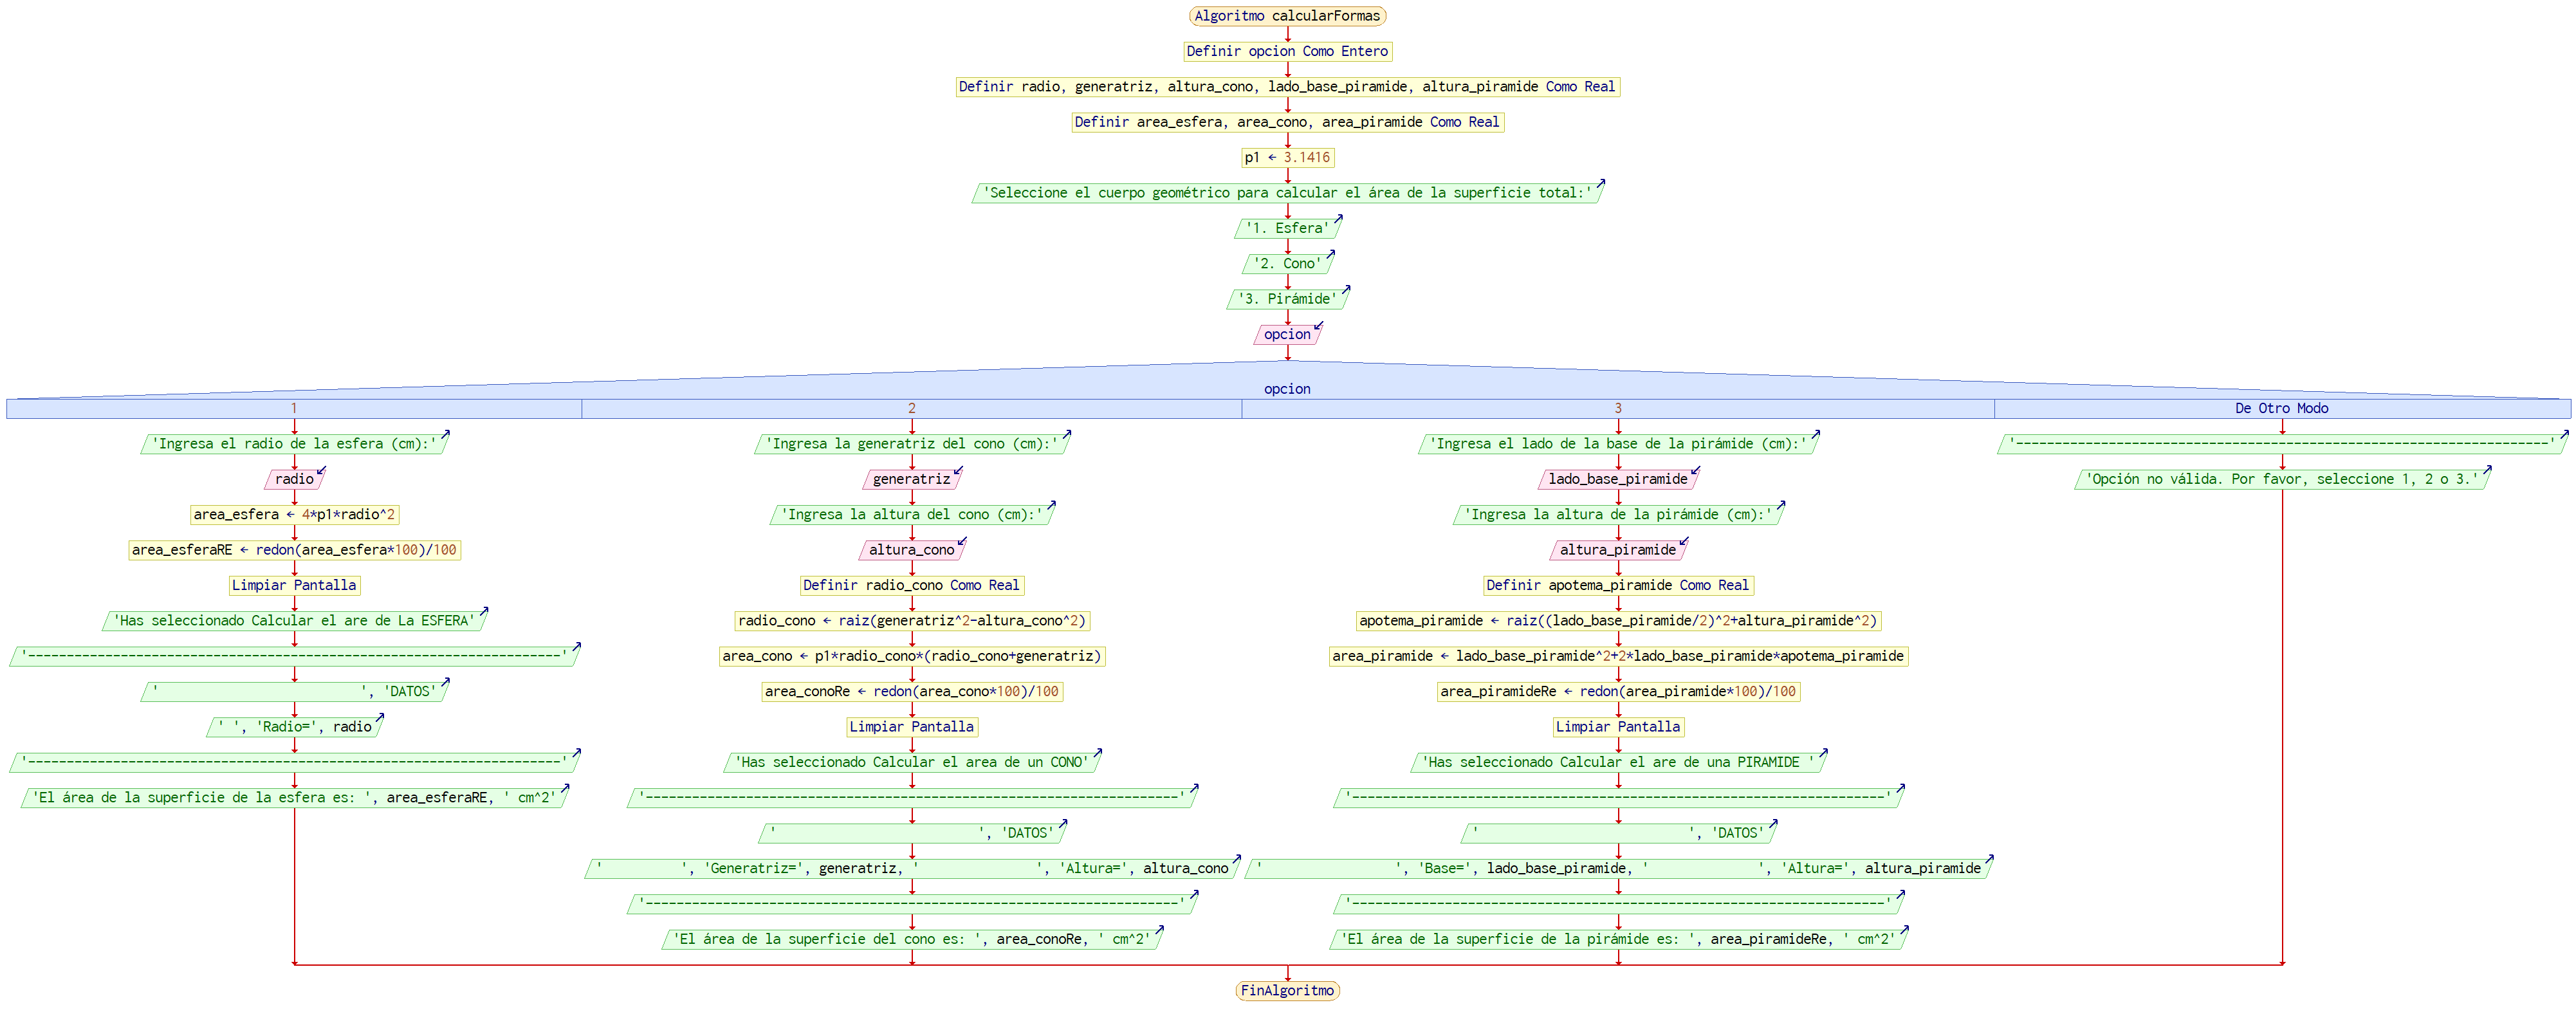 Algoritmo calcularFormas
Definir opcion Como Entero
Definir radio, generatriz, altura_cono, lado_base_piramide, altura_piramide Como Real
Definir area_esfera, area_cono, area_piramide Como Real
p1 ← 3.1416
'Seleccione el cuerpo geométrico para calcular el área de la superficie total:'
'1. Esfera'
'2. Cono'
'3. Pirámide'
opcion
opcion
1
'Ingresa el radio de la esfera (cm):'
radio
area_esfera ← 4*p1*radio^2
area_esferaRE ← redon(area_esfera*100)/100
Limpiar Pantalla
'Has seleccionado Calcular el are de La ESFERA'
'---------------------------------------------------------------------'
'                          ', 'DATOS'
' ', 'Radio=', radio
'---------------------------------------------------------------------'
'El área de la superficie de la esfera es: ', area_esferaRE, ' cm^2'
2
'Ingresa la generatriz del cono (cm):'
generatriz
'Ingresa la altura del cono (cm):'
altura_cono
Definir radio_cono Como Real
radio_cono ← raiz(generatriz^2-altura_cono^2)
area_cono ← p1*radio_cono*(radio_cono+generatriz)
area_conoRe ← redon(area_cono*100)/100
Limpiar Pantalla
'Has seleccionado Calcular el area de un CONO'
'---------------------------------------------------------------------'
'                          ', 'DATOS'
'          ', 'Generatriz=', generatriz, '               ', 'Altura=', altura_cono
'---------------------------------------------------------------------'
'El área de la superficie del cono es: ', area_conoRe, ' cm^2'
3
'Ingresa el lado de la base de la pirámide (cm):'
lado_base_piramide
'Ingresa la altura de la pirámide (cm):'
altura_piramide
Definir apotema_piramide Como Real
apotema_piramide ← raiz((lado_base_piramide/2)^2+altura_piramide^2)
area_piramide ← lado_base_piramide^2+2*lado_base_piramide*apotema_piramide
area_piramideRe ← redon(area_piramide*100)/100
Limpiar Pantalla
'Has seleccionado Calcular el are de una PIRAMIDE '
'---------------------------------------------------------------------'
'                           ', 'DATOS'
'                 ', 'Base=', lado_base_piramide, '              ', 'Altura=', altura_piramide
'---------------------------------------------------------------------'
'El área de la superficie de la pirámide es: ', area_piramideRe, ' cm^2'
De Otro Modo
'---------------------------------------------------------------------'
'Opción no válida. Por favor, seleccione 1, 2 o 3.'
FinAlgoritmo